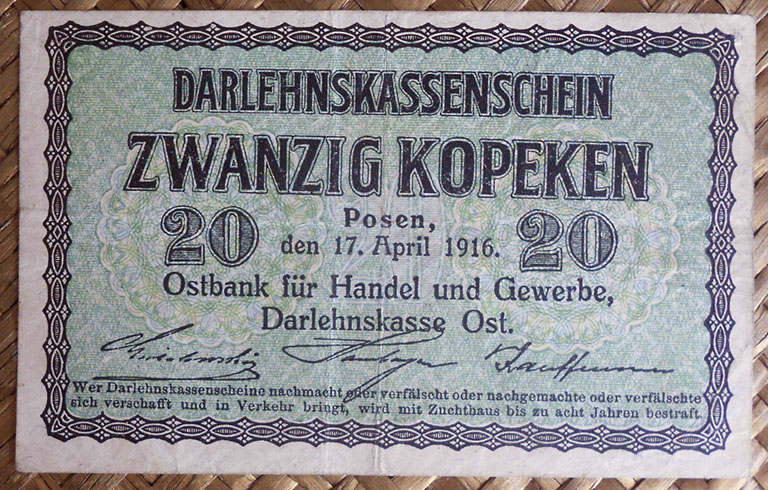 DARLEHNSKASSENSCHEIN
ZWANZIG KOPEKEN
20 Posen, 20
den 17. April 1916.
Ostbank für Handel und Gewerbe,
Darlehnskasse Ost.
Wer Darlehnskassenscheine nachmacht oder verfälscht oder nachgemachte oder verfälschte
sich verschafft und in Verkehr bringt, wird mit Zuchthaus bis zu acht Jahren bestraft.